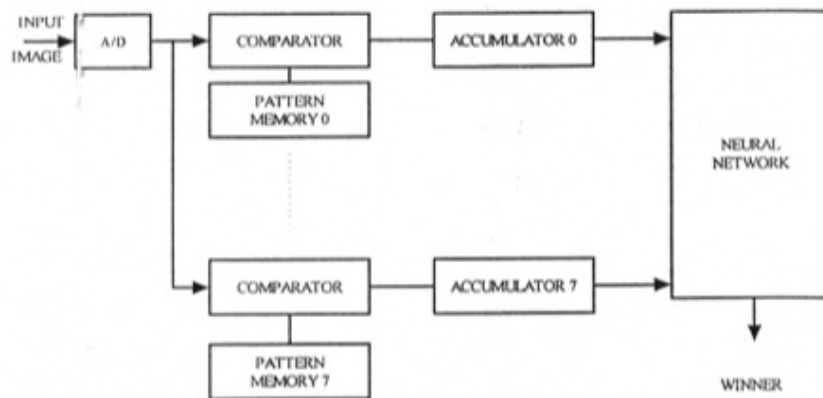 INPUT
IMAGE
A/D
COMPARATOR
ACCUMULATOR 0
PATTERN
MEMORY 0
NEURAL
NETWORK
COMPARATOR
ACCUMULATOR 7
PATTERN
MEMORY 7
WINNER